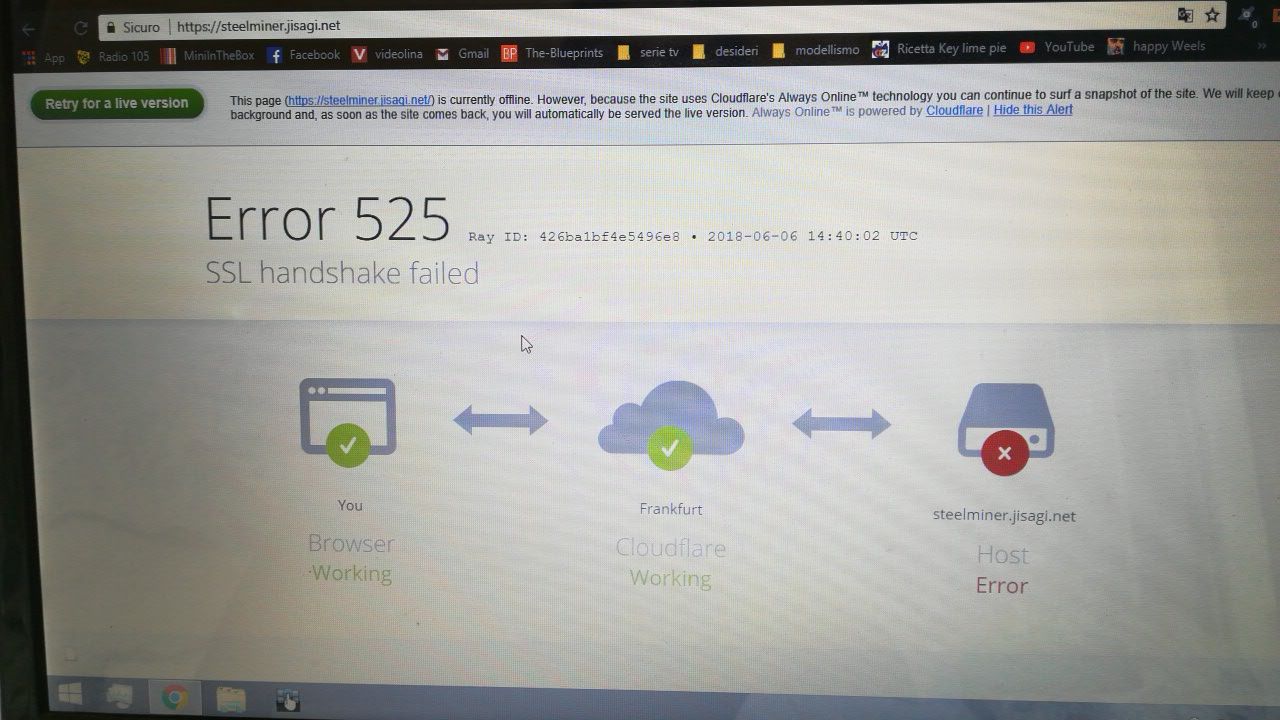 Sicuro | https://steelminer.jisagi.net
App Radio 105 MiniInTheBox Facebook videolina Gmail BP The-Blueprints serie tv desideri modellismo Ricetta Key lime pie YouTube happy Weels »
Retry for a live version
This page (https://steelminer.jisagi.net/) is currently offline. However, because the site uses Cloudflare's Always Online™ technology you can continue to surf a snapshot of the site. We will keep
background and, as soon as the site comes back, you will automatically be served the live version. Always Online™ is powered by Cloudflare | Hide this Alert
Error 525 Ray ID: 426ba1bf4e5496e8 • 2018-06-06 14:40:02 UTC
SSL handshake failed
You
Browser
Working
Frankfurt
Cloudflare
Working
steelminer.jisagi.net
Host
Error